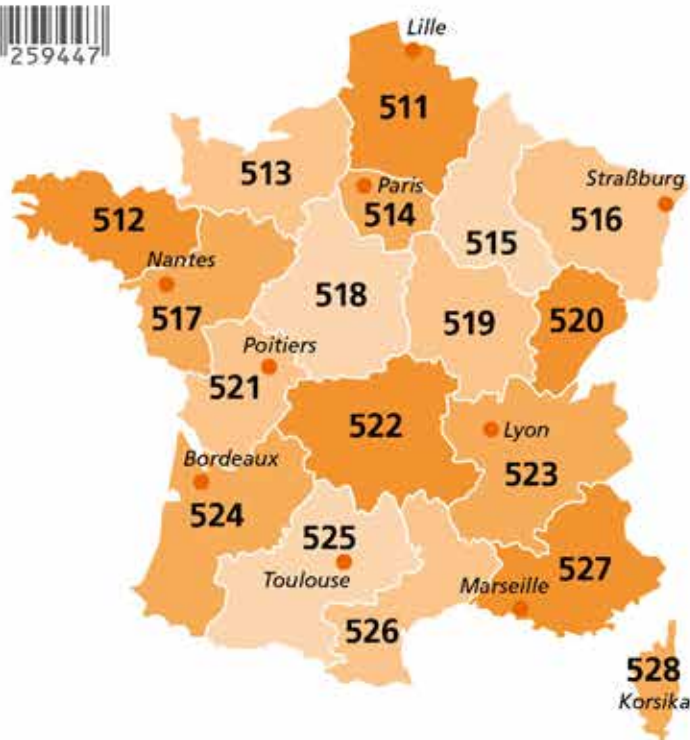 259447
Lille
511
513
Paris
514
Straßburg
516
512
515
Nantes
517
518
519
520
Poitiers
521
522
Lyon
523
Bordeaux
524
525
Toulouse
526
Marseille
527
528
Korsika